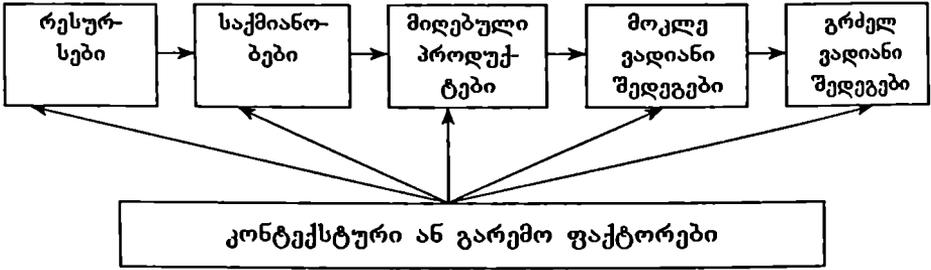 რესურ-
სები
საქმიანო-
ბები
მიღებული
პროდუქ-
ტები
მოკლე
ვადიანი
შედეგები
გრძელ
ვადიანი
შედეგები
კონტექსტური ან გარემო ფაქტორები